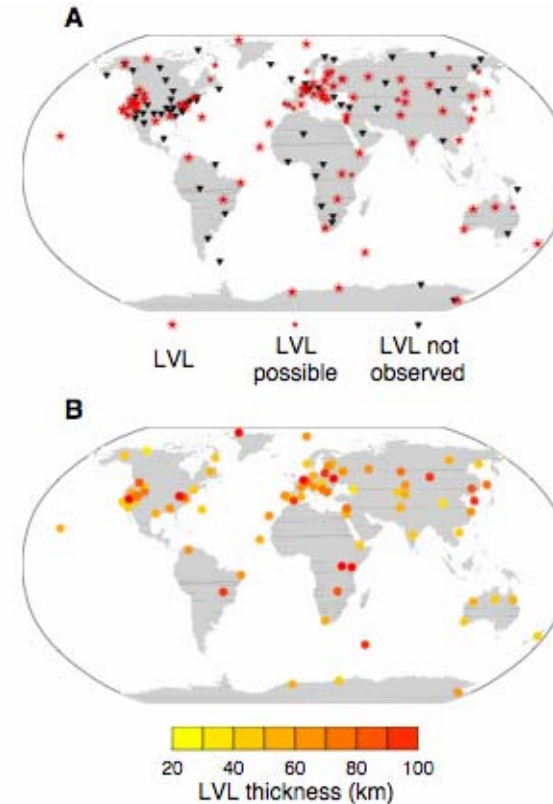 A
LVL
LVL possible
LVL not observed
B
20 40 60 80 100
LVL thickness (km)